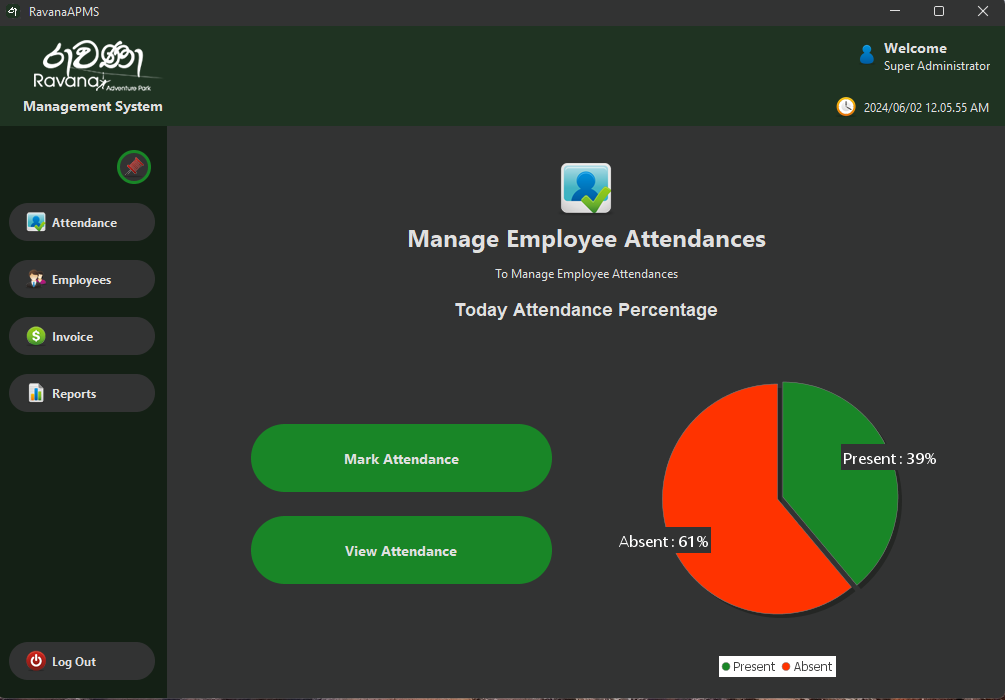 RavanaAPMS
රාවණා
Ravana
Adventure Park
Management System
Welcome
Super Administrator
2024/06/02 12.05.55 AM
Attendance
Employees
Invoice
Reports
Log Out
Manage Employee Attendances
To Manage Employee Attendances
Today Attendance Percentage
Mark Attendance
View Attendance
Present : 39%
Absent : 61%
Present Absent